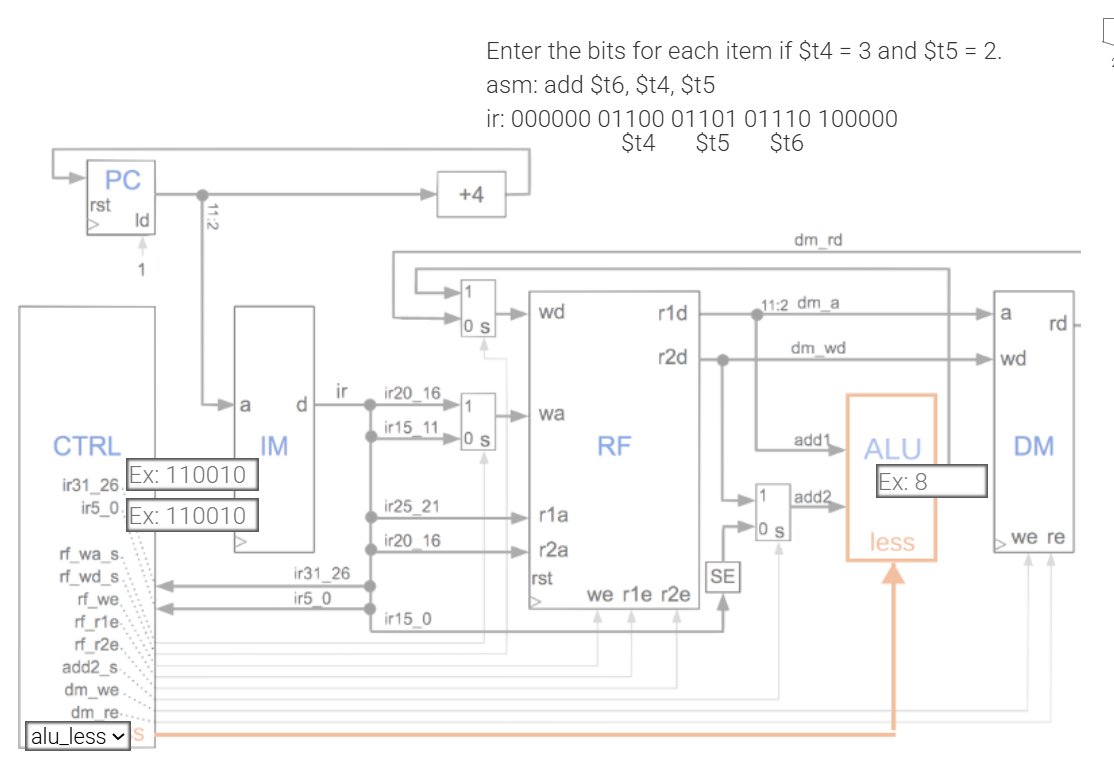 Enter the bits for each item if $t4 = 3 and $t5 = 2.
asm: add $t6, $t4, $t5
ir: 000000 01100 01101 01110 100000
$t4 $t5 $t6
PC
rst
ld
1
11:2
+4
dm_rd
1
0 s
wd
r1d
11:2 dm_a
a
rd
r2d
dm_wd
wd
a
d
ir
ir20_16
1
wa
ir15_11
0 s
CTRL
IM
RF
add1
ALU
DM
ir31_26
Ex: 110010
Ex: 8
ir5_0
Ex: 110010
ir25_21
r1a
1
add2
0 s
ir20_16
r2a
less
we re
rf_wa_s
rf_wd_s
rf_we
rf_r1e
rf_r2e
add2_s
dm_we
dm_re
ir31_26
ir5_0
ir15_0
rst
we r1e r2e
SE
alu_less
s